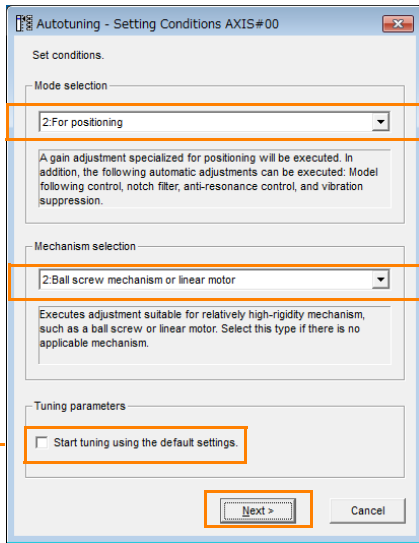 Autotuning - Setting Conditions AXIS#00
Set conditions.
Mode selection
2:For positioning
A gain adjustment specialized for positioning will be executed. In
addition, the following automatic adjustments can be executed: Model
following control, notch filter, anti-resonance control, and vibration
suppression.
Mechanism selection
2:Ball screw mechanism or linear motor
Executes adjustment suitable for relatively high-rigidity mechanism,
such as a ball screw or linear motor. Select this type if there is no
applicable mechanism.
Tuning parameters
Start tuning using the default settings.
Next > Cancel